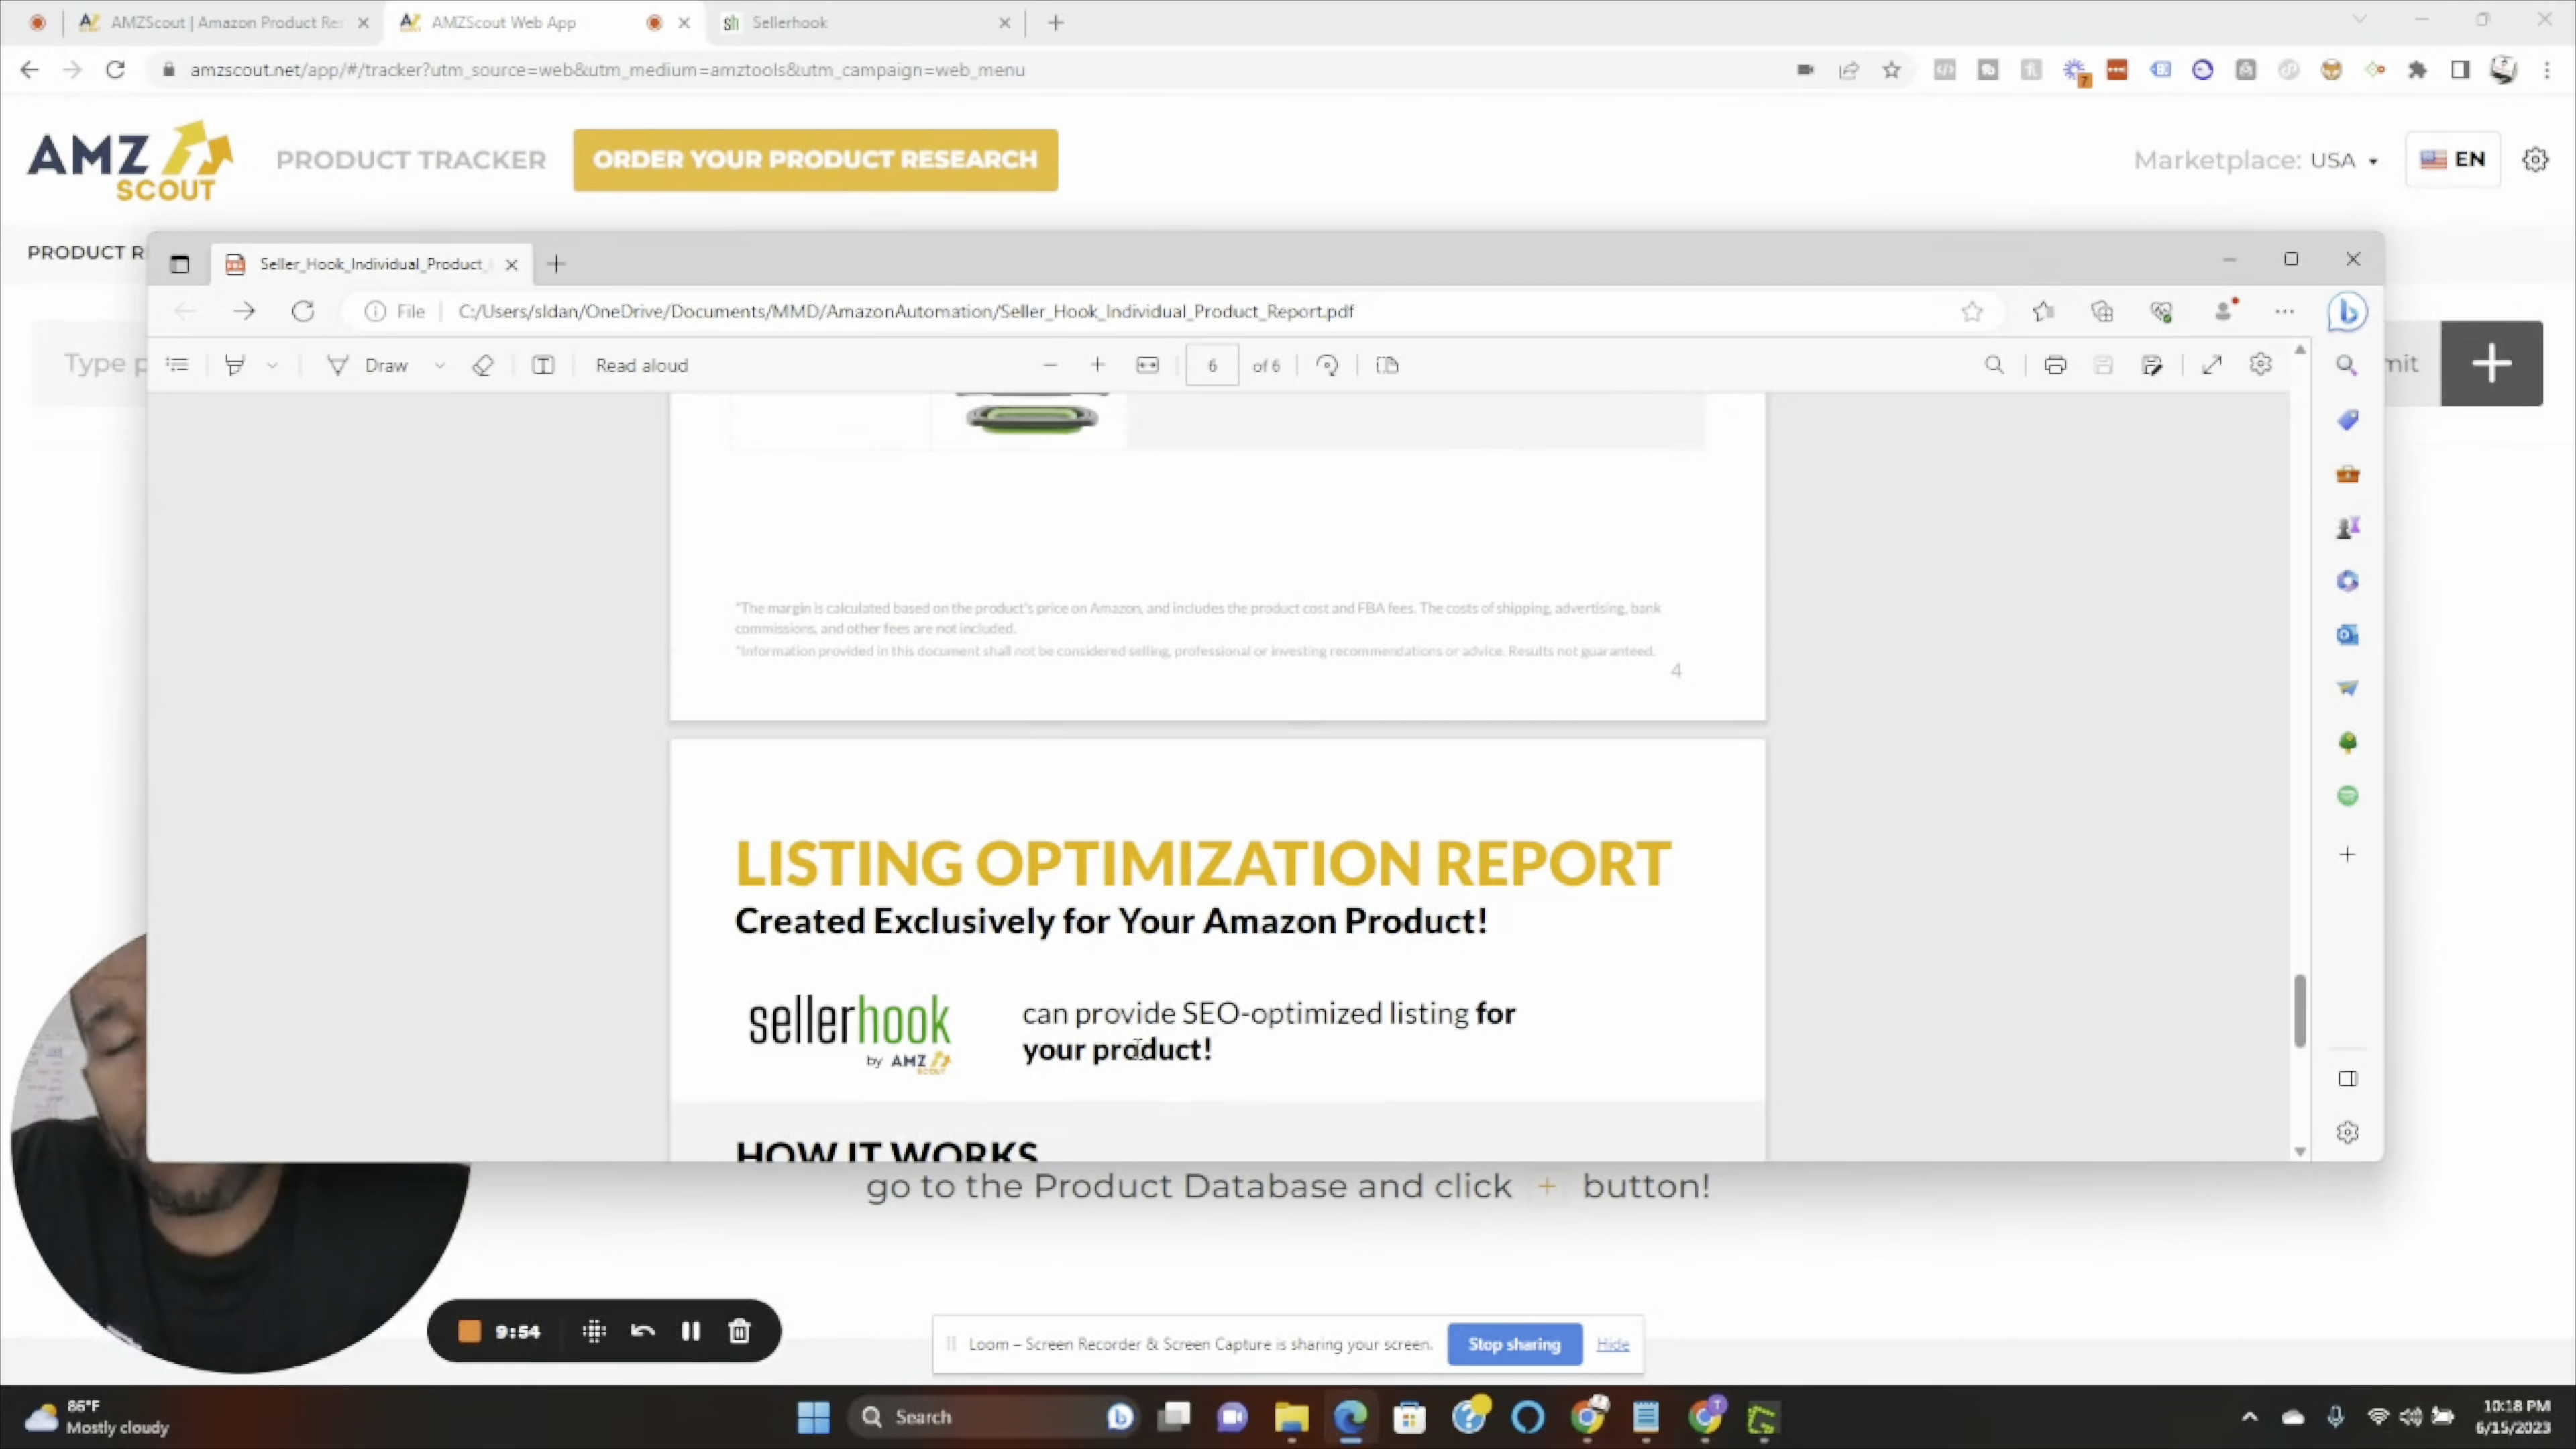 AMZScout | Amazon Product Re
AMZScout Web App
sh Sellerhook
amzscout.net/app/#/tracker?utm_source=web&utm_medium=amztools&utm_campaign=web_menu
7
AMZ SCOUT
PRODUCT TRACKER
ORDER YOUR PRODUCT RESEARCH
Marketplace: USA
EN
PRODUCT R
Seller_Hook_Individual_Product_
File
C:/Users/sldan/OneDrive/Documents/MMD/AmazonAutomation/Seller_Hook_Individual_Product_Report.pdf
Type p
Draw
Read aloud
6 of 6
mit
*The margin is calculated based on the product's price on Amazon, and includes the product cost and FBA fees. The costs of shipping, advertising, bank
commissions, and other fees are not included.
*Information provided in this document shall not be considered selling, professional or investing recommendations or advice. Results not guaranteed.
4
LISTING OPTIMIZATION REPORT
Created Exclusively for Your Amazon Product!
sellerhook
by AMZ SCOUT
can provide SEO-optimized listing for
your product!
HOW IT WORKS
go to the Product Database and click + button!
9:54
Loom – Screen Recorder & Screen Capture is sharing your screen.
Stop sharing
Hide
86°F
Mostly cloudy
Search
T
10:18 PM
6/15/2023